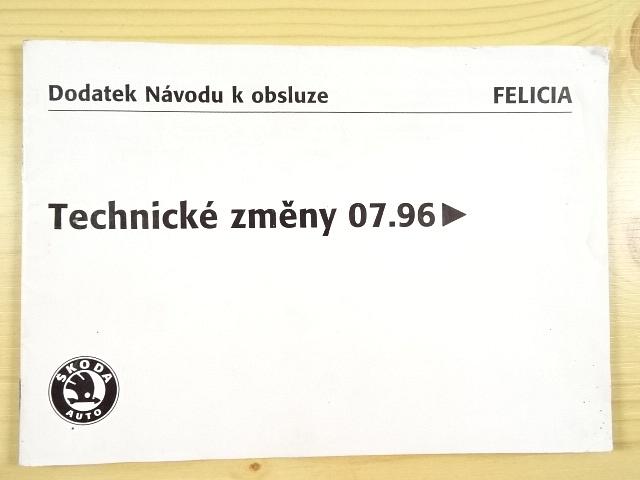 Dodatek Návodu k obsluze FELICIA
Technické změny 07.96▶
ŠKODA
AUTO